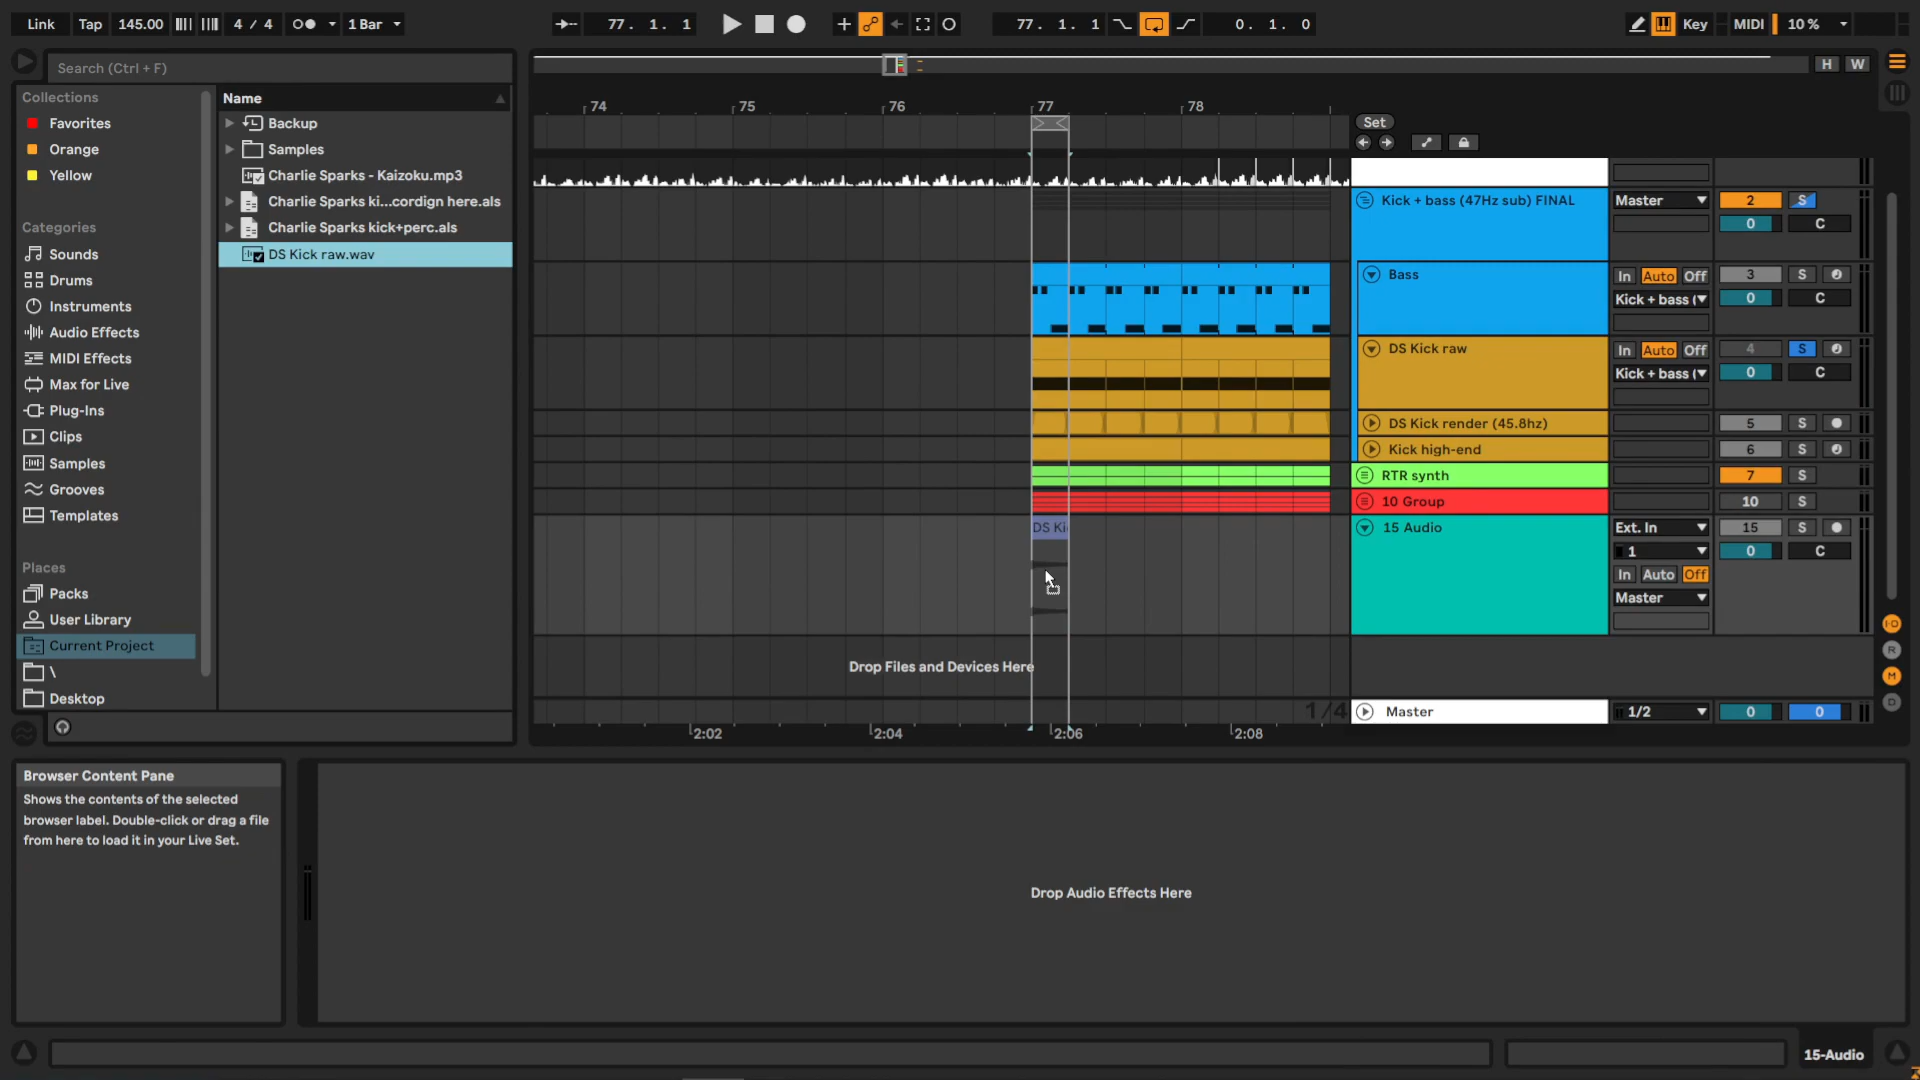 Link Tap 145.00 4 / 4 1 Bar 77. 1. 1 77. 1. 1 0. 1. 0 Key MIDI 10 %
Search (Ctrl + F)
H W
Collections
Favorites
Orange
Yellow
Categories
Sounds
Drums
Instruments
Audio Effects
MIDI Effects
Max for Live
Plug-Ins
Clips
Samples
Grooves
Templates
Places
Packs
User Library
Current Project
\
Desktop
Name
Backup
Samples
Charlie Sparks - Kaizoku.mp3
Charlie Sparks ki...cordign here.als
Charlie Sparks kick+perc.als
DS Kick raw.wav
74 75 76 77 78
Set
Kick + bass (47Hz sub) FINAL Master 2 S
0 C
Bass In Auto Off 3 S
Kick + bass ( 0 C
DS Kick raw In Auto Off 4 S
Kick + bass ( 0 C
DS Kick render (45.8hz) 5 S
Kick high-end 6 S
RTR synth 7 S
10 Group 10 S
DS Ki 15 Audio Ext. In 15 S
1 0 C
In Auto Off
Master
Drop Files and Devices Here
1/4 Master 1/2 0 0
2:02 2:04 2:06 2:08
I·O
R
M
D
Browser Content Pane
Shows the contents of the selected
browser label. Double-click or drag a file
from here to load it in your Live Set.
Drop Audio Effects Here
15-Audio